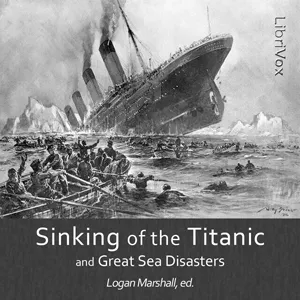 LibriVox
Sinking of the Titanic
and Great Sea Disasters
Logan Marshall, ed.